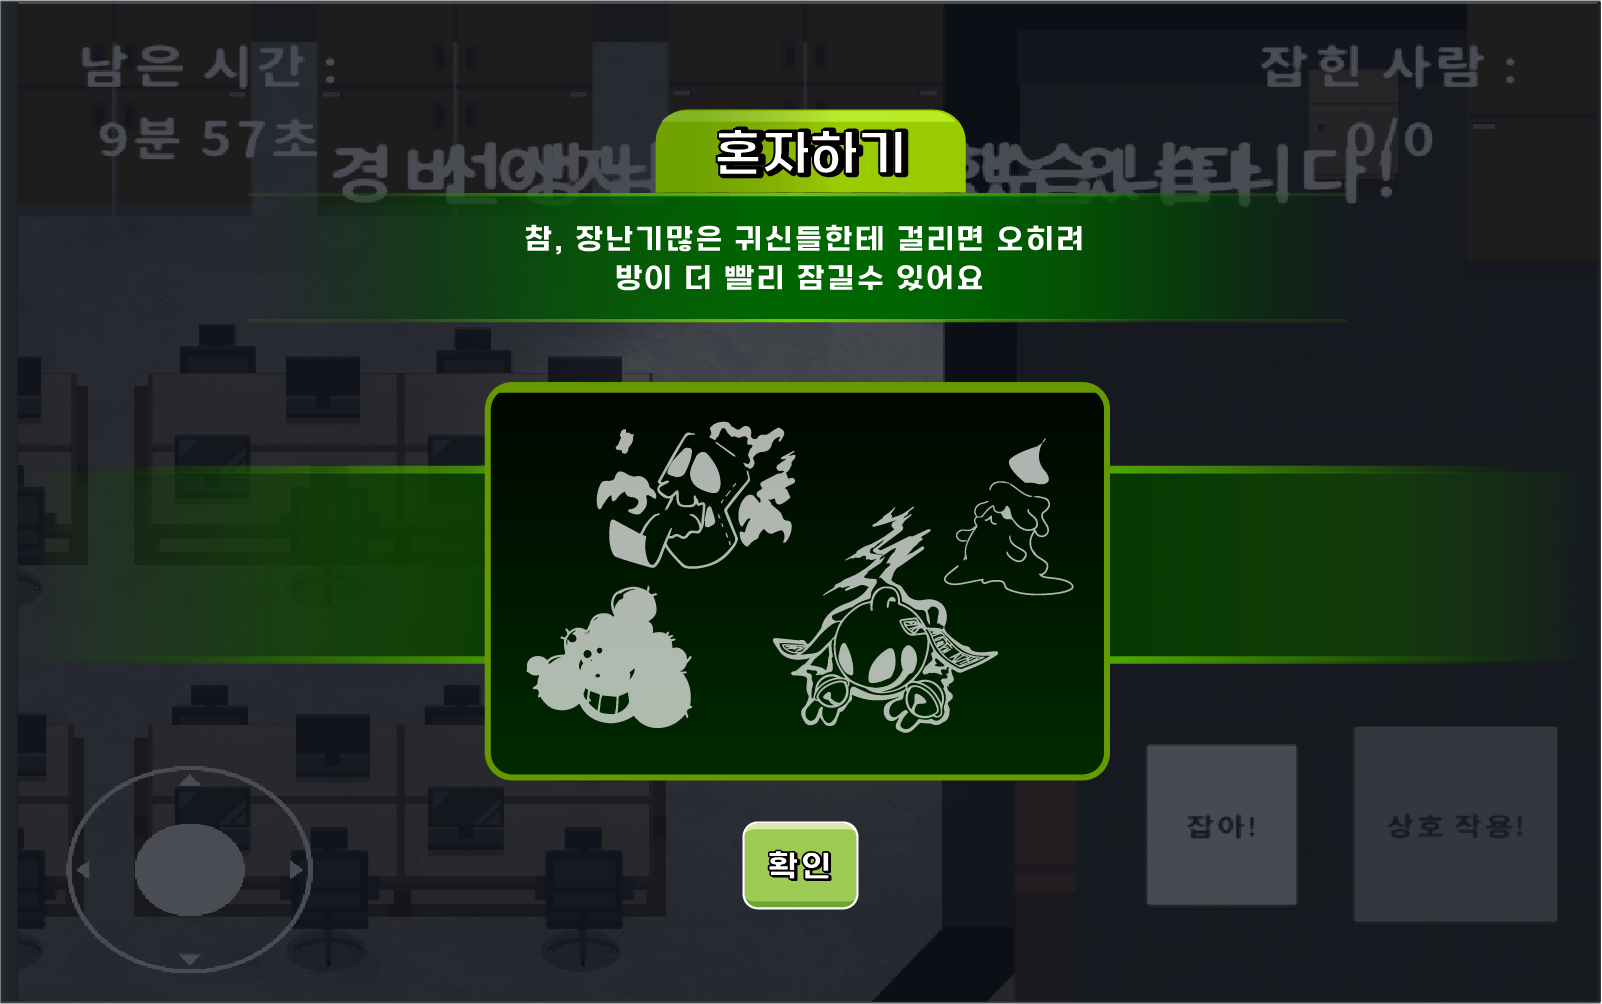 남은 시간 :
9분 57초
잡힌 사람 :
0/0
혼자하기
참, 장난기많은 귀신들한테 걸리면 오히려
방이 더 빨리 잠길수 있어요
확인
잡아!
상호 작용!